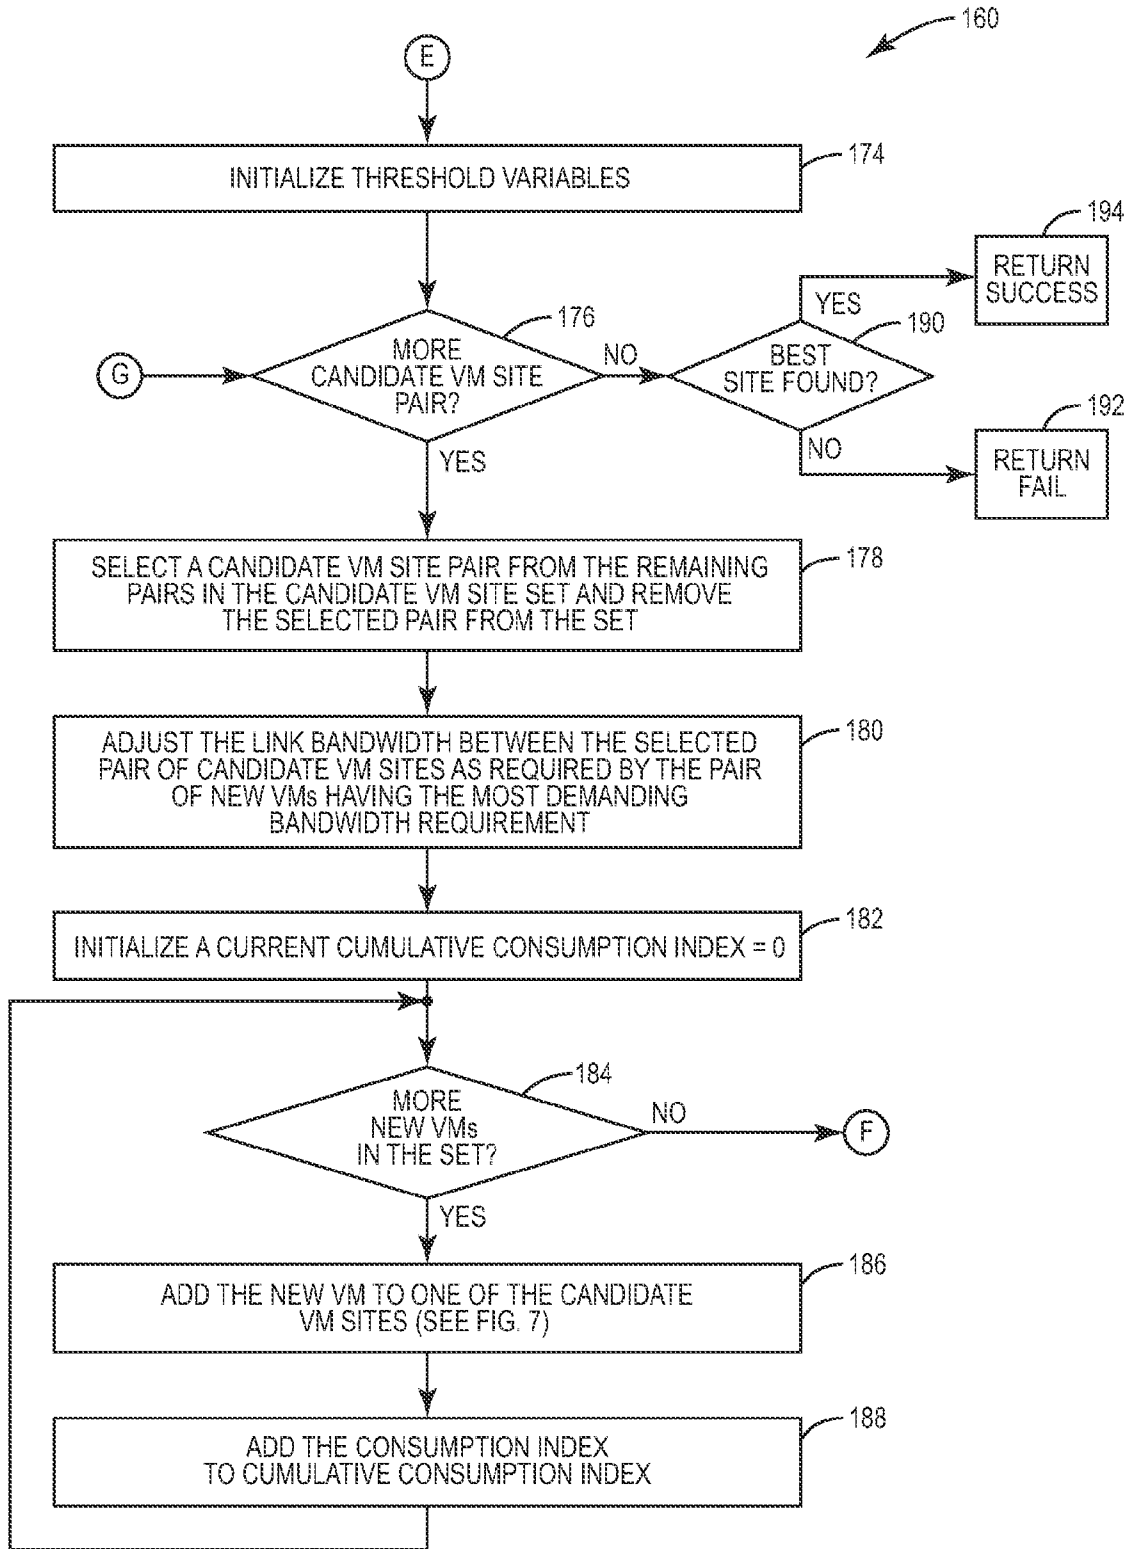 160
E
INITIALIZE THRESHOLD VARIABLES
174
194
RETURN
SUCCESS
YES
176
190
MORE
CANDIDATE VM SITE
PAIR?
G
NO
BEST
SITE FOUND?
192
NO
RETURN
FAIL
YES
178
SELECT A CANDIDATE VM SITE PAIR FROM THE REMAINING
PAIRS IN THE CANDIDATE VM SITE SET AND REMOVE
THE SELECTED PAIR FROM THE SET
180
ADJUST THE LINK BANDWIDTH BETWEEN THE SELECTED
PAIR OF CANDIDATE VM SITES AS REQUIRED BY THE PAIR
OF NEW VMs HAVING THE MOST DEMANDING
BANDWIDTH REQUIREMENT
182
INITIALIZE A CURRENT CUMULATIVE CONSUMPTION INDEX = 0
184
MORE
NEW VMs
IN THE SET?
NO
F
YES
186
ADD THE NEW VM TO ONE OF THE CANDIDATE
VM SITES (SEE FIG. 7)
188
ADD THE CONSUMPTION INDEX
TO CUMULATIVE CONSUMPTION INDEX